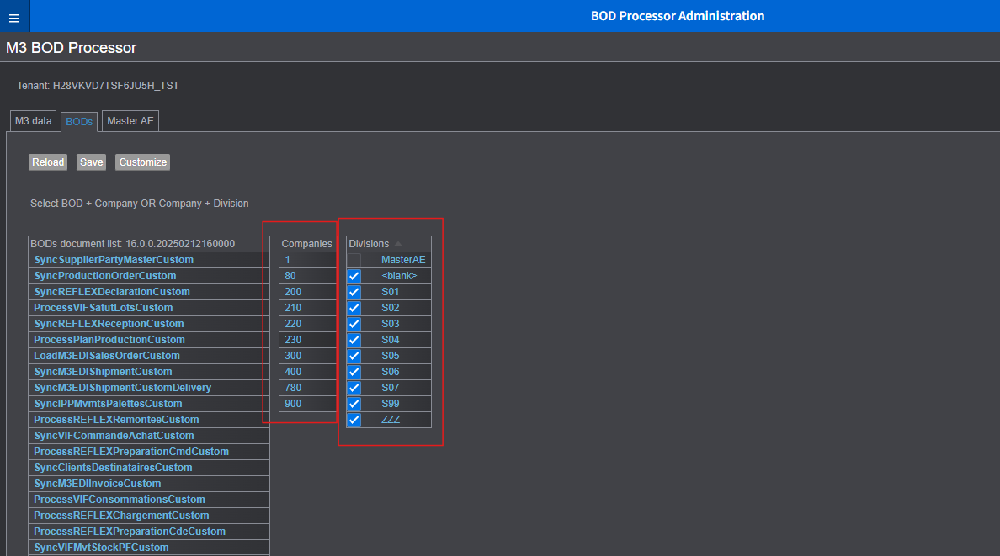 BOD Processor Administration
M3 BOD Processor
Tenant: H28VKVD7TSF6JU5H_TST
M3 data BODs Master AE
Reload Save Customize
Select BOD + Company OR Company + Division
BODs document list: 16.0.0.20250212160000 Companies Divisions
SyncSupplierPartyMasterCustom 1 MasterAE
SyncProductionOrderCustom 80 <blank>
SyncREFLEXDeclarationCustom 200 S01
ProcessVIFSatutLotsCustom 210 S02
SyncREFLEXReceptionCustom 220 S03
ProcessPlanProductionCustom 230 S04
LoadM3EDISalesOrderCustom 300 S05
SyncM3EDIShipmentCustom 400 S06
SyncM3EDIShipmentCustomDelivery 780 S07
SyncIPPMvmtsPalettesCustom 900 S99
ProcessREFLEXRemonteeCustom ZZZ
SyncVIFCommandeAchatCustom
ProcessREFLEXPreparationCmdCustom
SyncClientsDestinatairesCustom
SyncM3EDIInvoiceCustom
ProcessVIFConsommationsCustom
ProcessREFLEXChargementCustom
ProcessREFLEXPreparationCdeCustom
SyncVIFMvtStockPFCustom